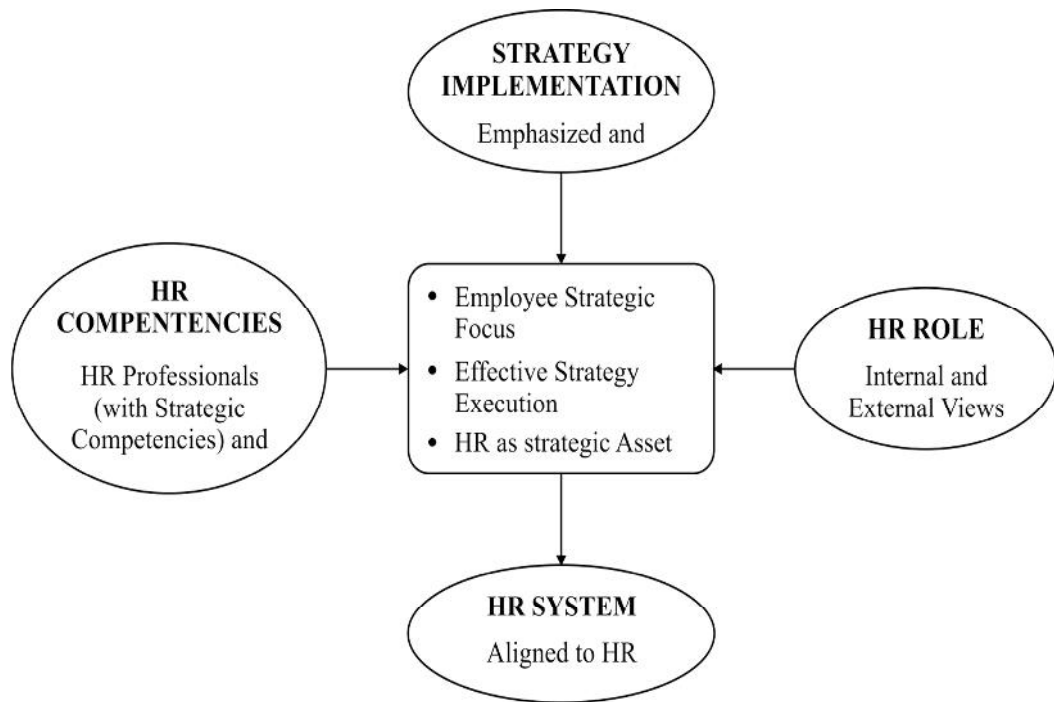 STRATEGY
IMPLEMENTATION
Emphasized and
HR
COMPENTENCIES
HR Professionals
(with Strategic
Competencies) and
• Employee Strategic
Focus
• Effective Strategy
Execution
• HR as strategic Asset
HR ROLE
Internal and
External Views
HR SYSTEM
Aligned to HR